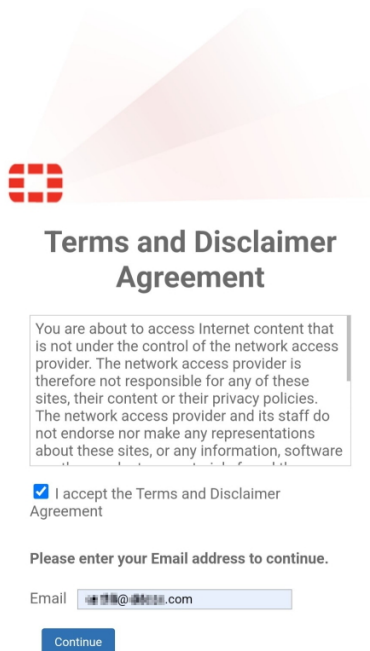 Terms and Disclaimer
Agreement
You are about to access Internet content that
is not under the control of the network access
provider. The network access provider is
therefore not responsible for any of these
sites, their content or their privacy policies.
The network access provider and its staff do
not endorse nor make any representations
about these sites, or any information, software
I accept the Terms and Disclaimer
Agreement
Please enter your Email address to continue.
Email .com
Continue